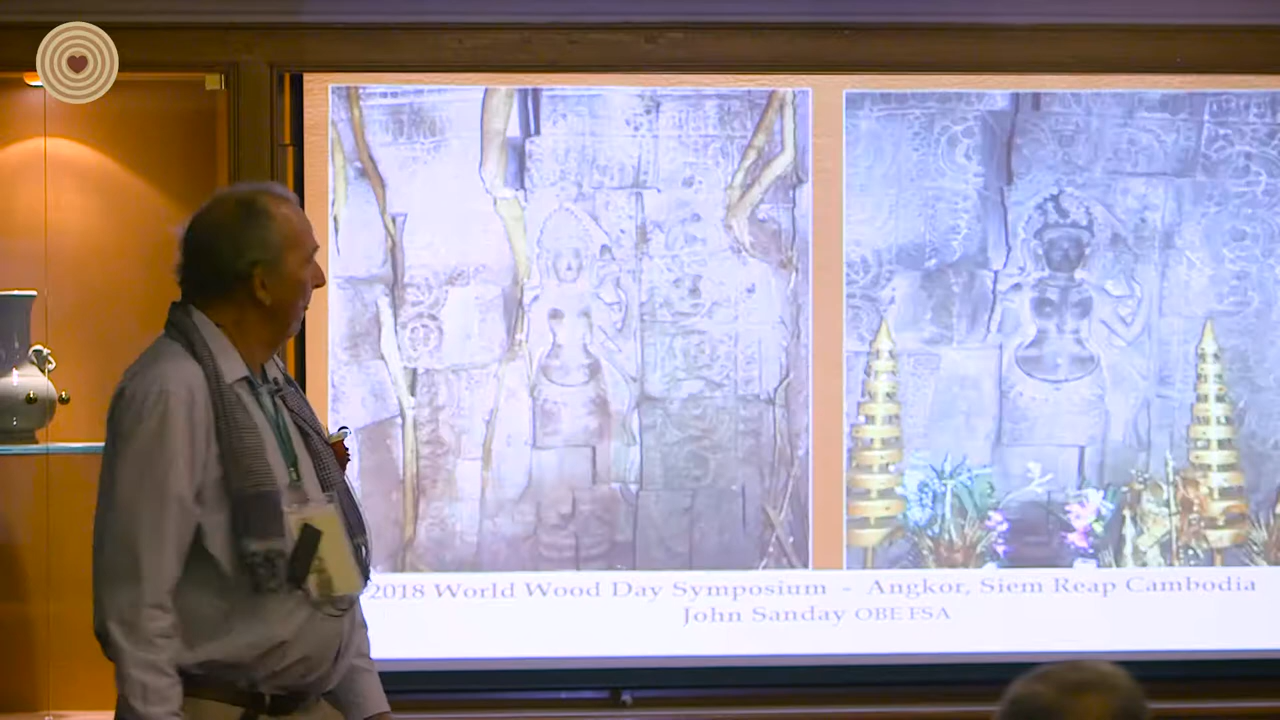 2018 World Wood Day Symposium - Angkor, Siem Reap Cambodia
John Sanday OBE FSA